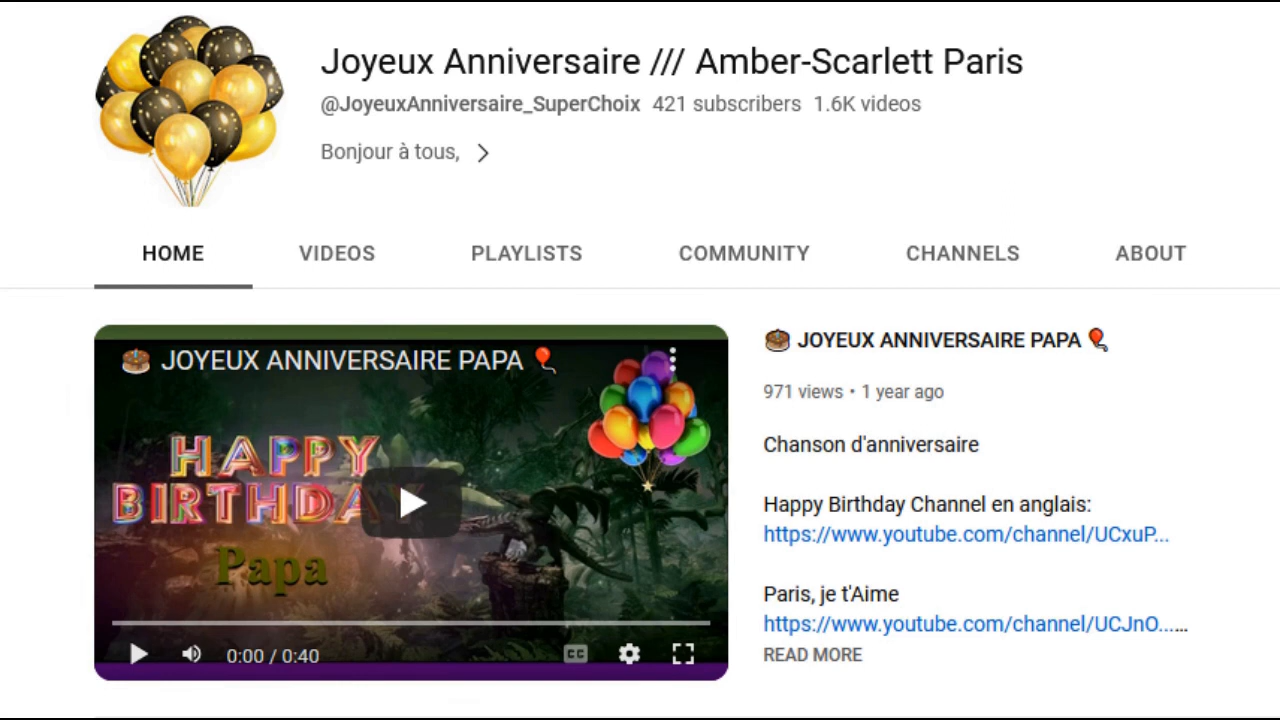 Joyeux Anniversaire /// Amber-Scarlett Paris
@JoyeuxAnniversaire_SuperChoix 421 subscribers 1.6K videos
Bonjour à tous,
HOME VIDEOS PLAYLISTS COMMUNITY CHANNELS ABOUT
JOYEUX ANNIVERSAIRE PAPA
HAPPY
BIRTHDAY
Papa
0:00 / 0:40
CC
JOYEUX ANNIVERSAIRE PAPA
971 views • 1 year ago
Chanson d'anniversaire
Happy Birthday Channel en anglais:
https://www.youtube.com/channel/UCxuP...
Paris, je t'Aime
https://www.youtube.com/channel/UCJnO......
READ MORE